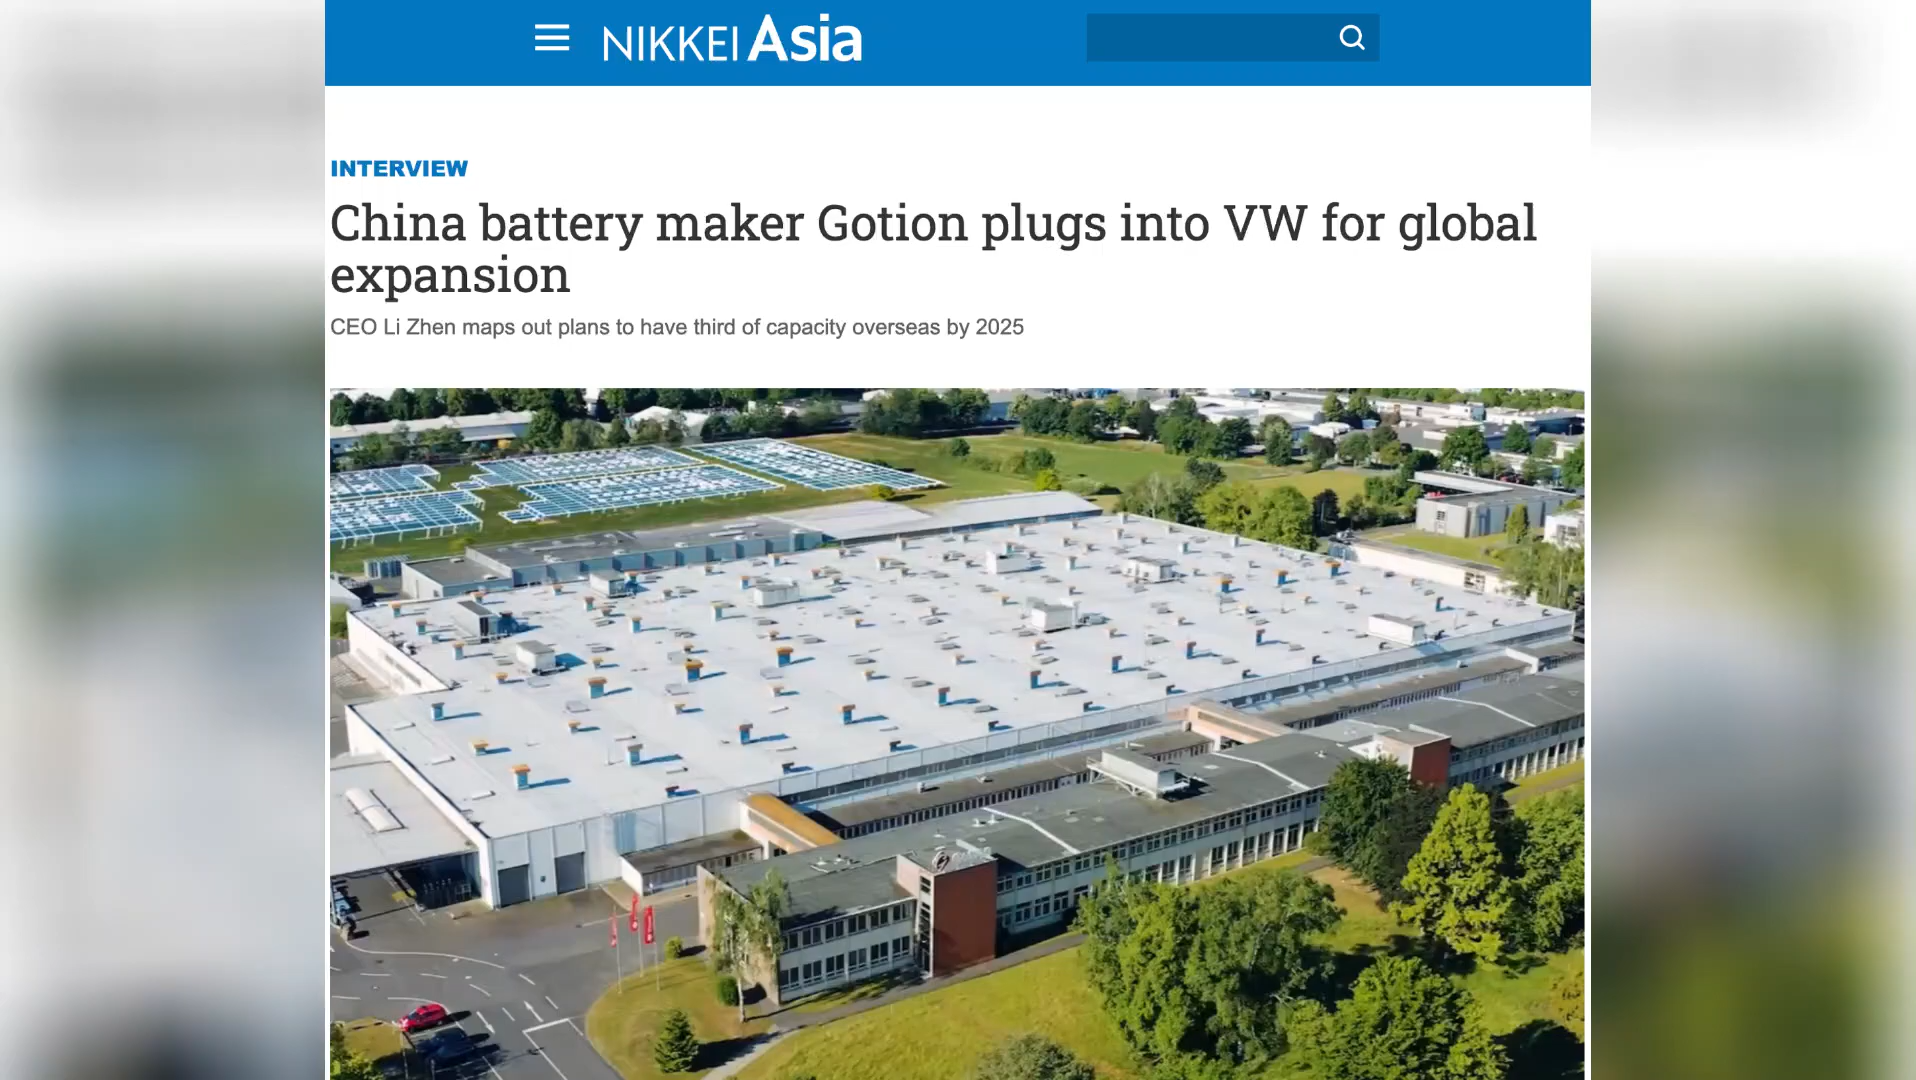 NIKKEI Asia
INTERVIEW
China battery maker Gotion plugs into VW for global
expansion
CEO Li Zhen maps out plans to have third of capacity overseas by 2025